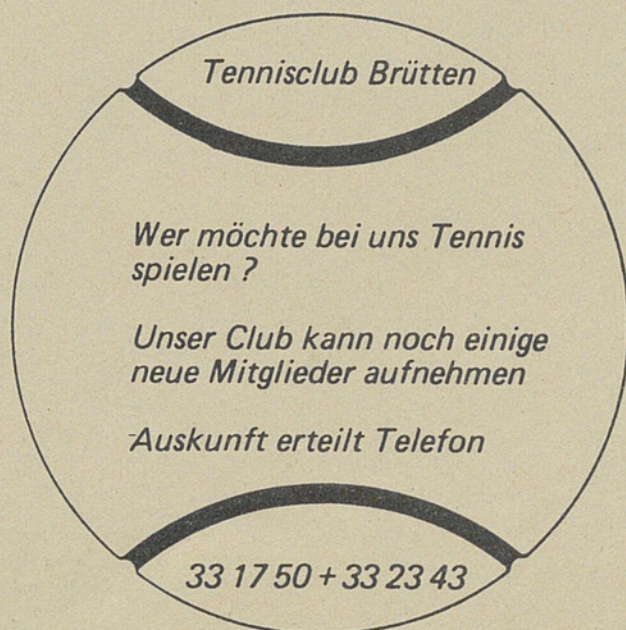 Tennisclub Brütten
Wer möchte bei uns Tennis
spielen ?
Unser Club kann noch einige
neue Mitglieder aufnehmen
Auskunft erteilt Telefon
33 17 50 + 33 23 43